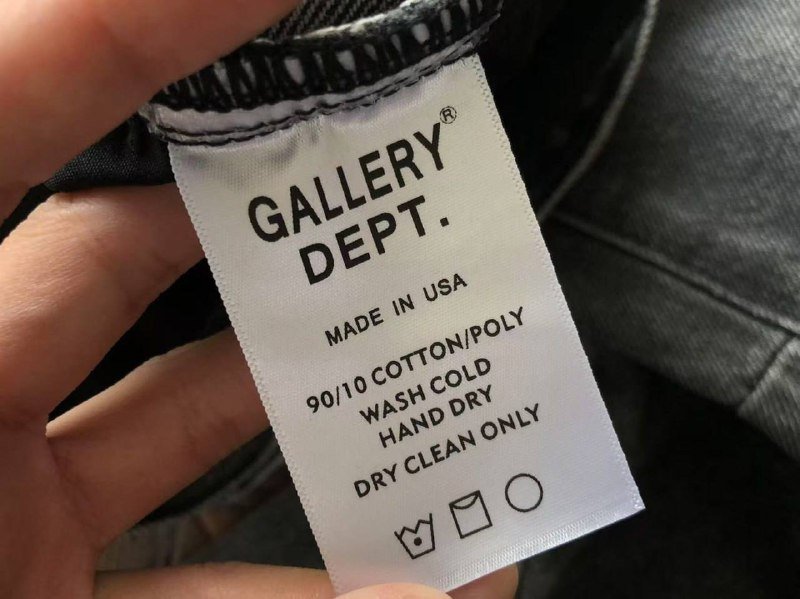 GALLERY®
DEPT.
MADE IN USA
90/10 COTTON/POLY
WASH COLD
HAND DRY
DRY CLEAN ONLY